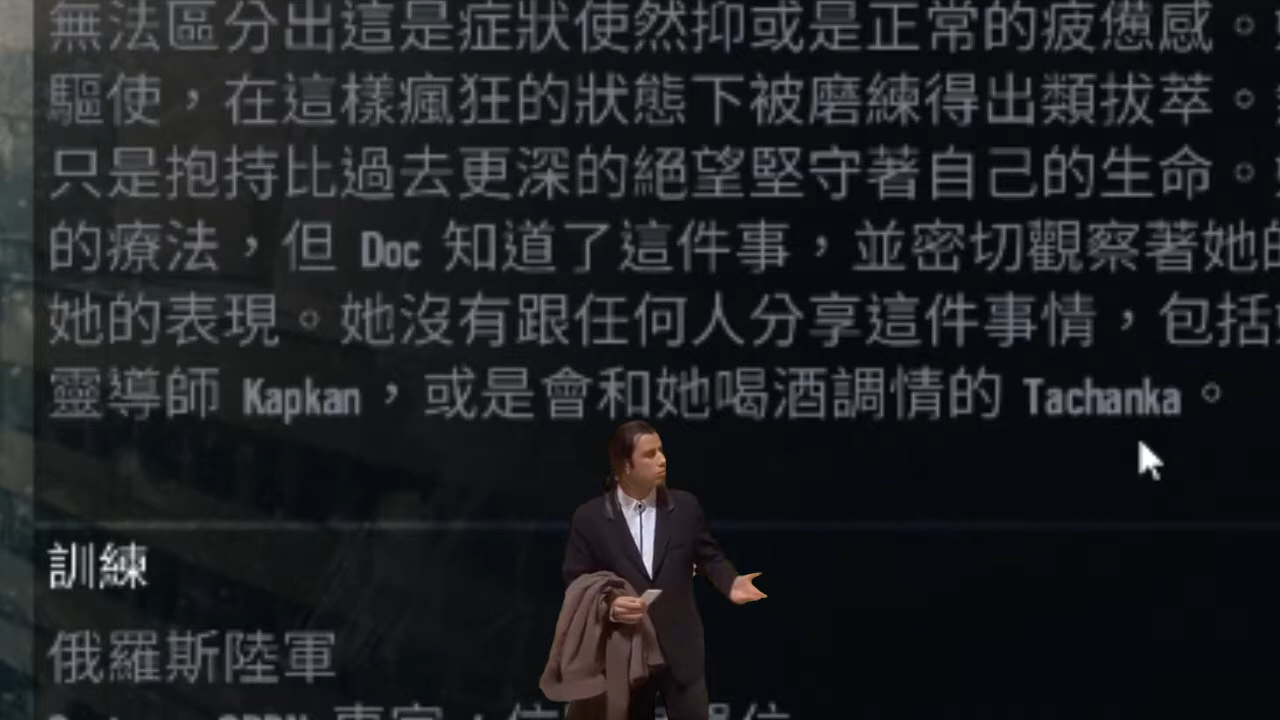 無法區分出這是症狀使然抑或是正常的疲憊感。
驅使，在這樣瘋狂的狀態下被磨練得出類拔萃。
只是抱持比過去更深的絕望堅守著自己的生命。
的療法，但 Doc 知道了這件事，並密切觀察著她的
她的表現。她沒有跟任何人分享這件事情，包括
靈導師 Kapkan，或是會和她喝酒調情的 Tachanka。
訓練
俄羅斯陸軍